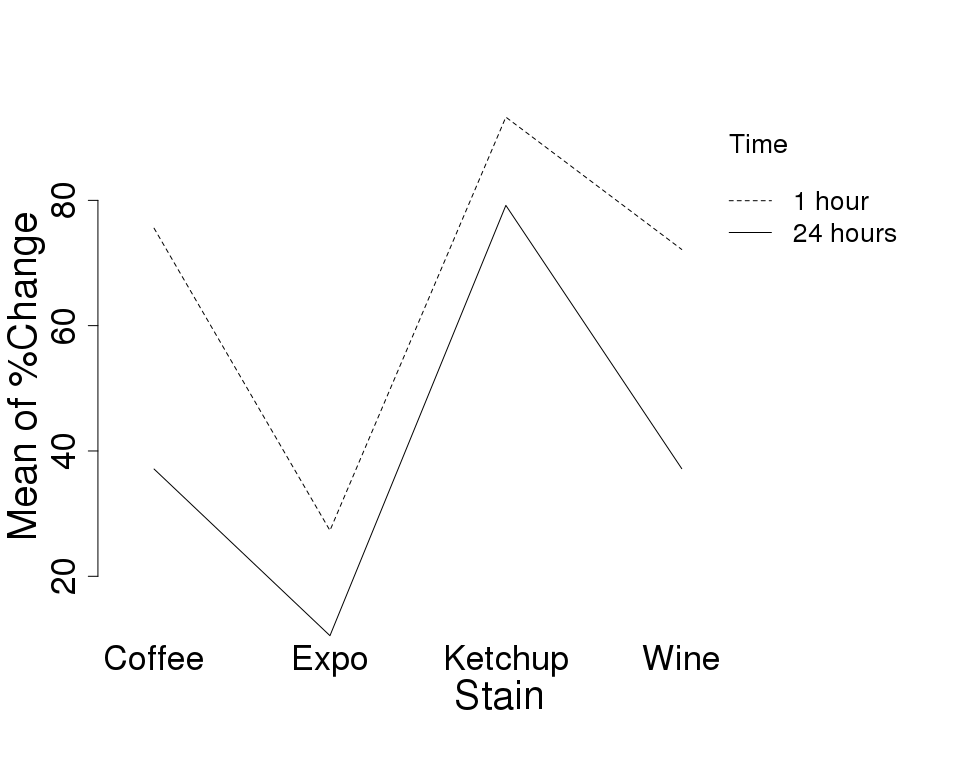 Mean of %Change
80
60
40
20
Coffee Expo Ketchup Wine
Stain
Time
1 hour
24 hours